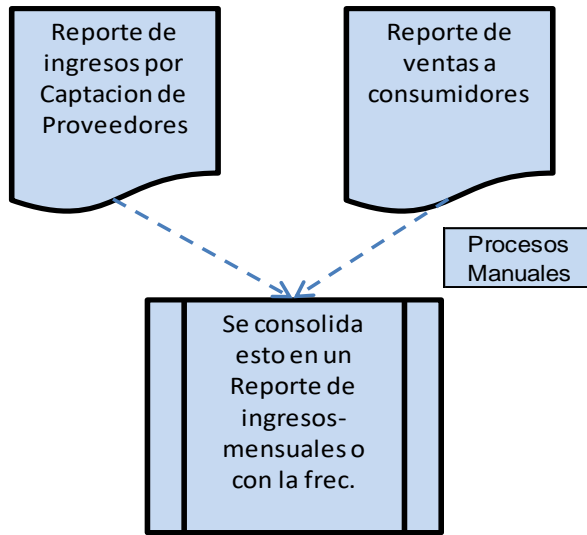 Reporte de
ingresos por
Captacion de
Proveedores
Reporte de
ventas a
consumidores
Procesos
Manuales
Se consolida
esto en un
Reporte de
ingresos-
mensuales o
con la frec.